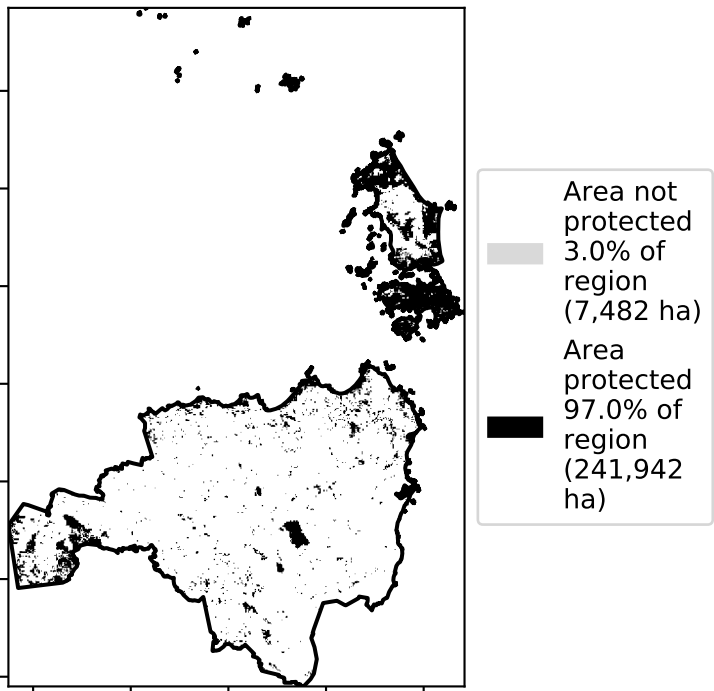 Area not
protected
3.0% of
region
(7,482 ha)
Area
protected
97.0% of
region
(241,942
ha)